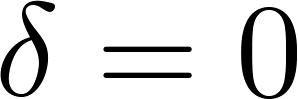 δ = 0